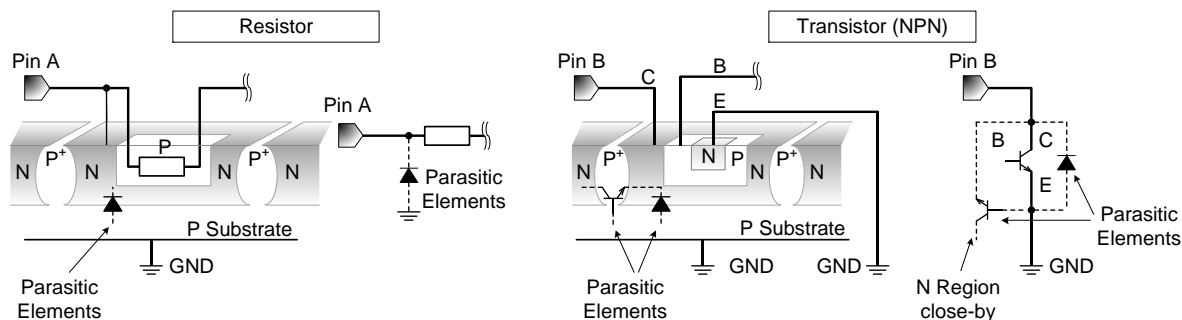 Resistor
Transistor (NPN)
Pin A
Pin A
Pin B
C
B
E
Pin B
N
P+
N
P
P+
N
N
P+
N
N
P
P+
N
B
C
E
Parasitic
Elements
P Substrate
GND
Parasitic
Elements
P Substrate
GND
GND
Parasitic
Elements
Parasitic
Elements
GND
N Region
close-by